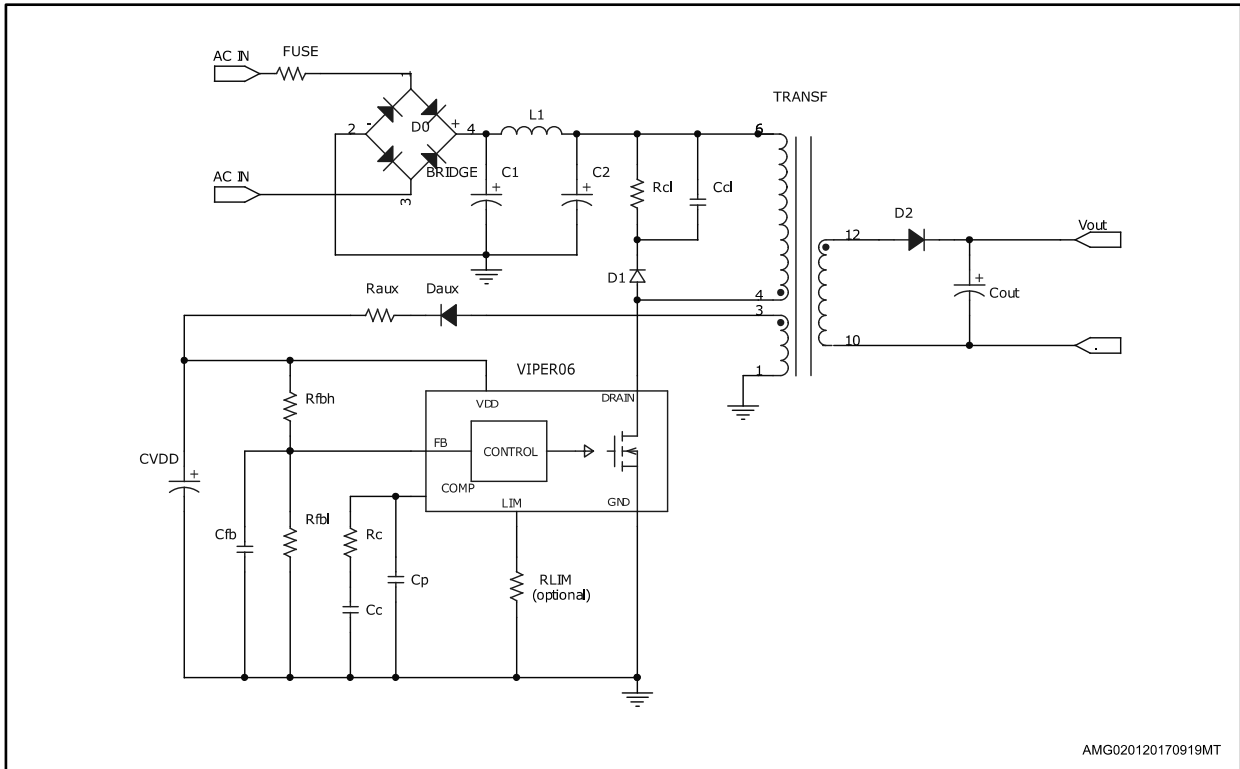 AC IN
FUSE
1
2
-
D0
+
4
BRIDGE
3
AC IN
L1
C1
+
C2
+
Rcl
Ccl
D1
TRANSF
6
4
3
1
12
10
D2
Vout
+
Cout
.
Raux
Daux
VIPER06
VDD
DRAIN
FB
CONTROL
COMP
LIM
GND
Rfbh
CVDD
+
Cfb
Rfbl
Rc
Cp
Cc
RLIM
(optional)
AMG020120170919MT